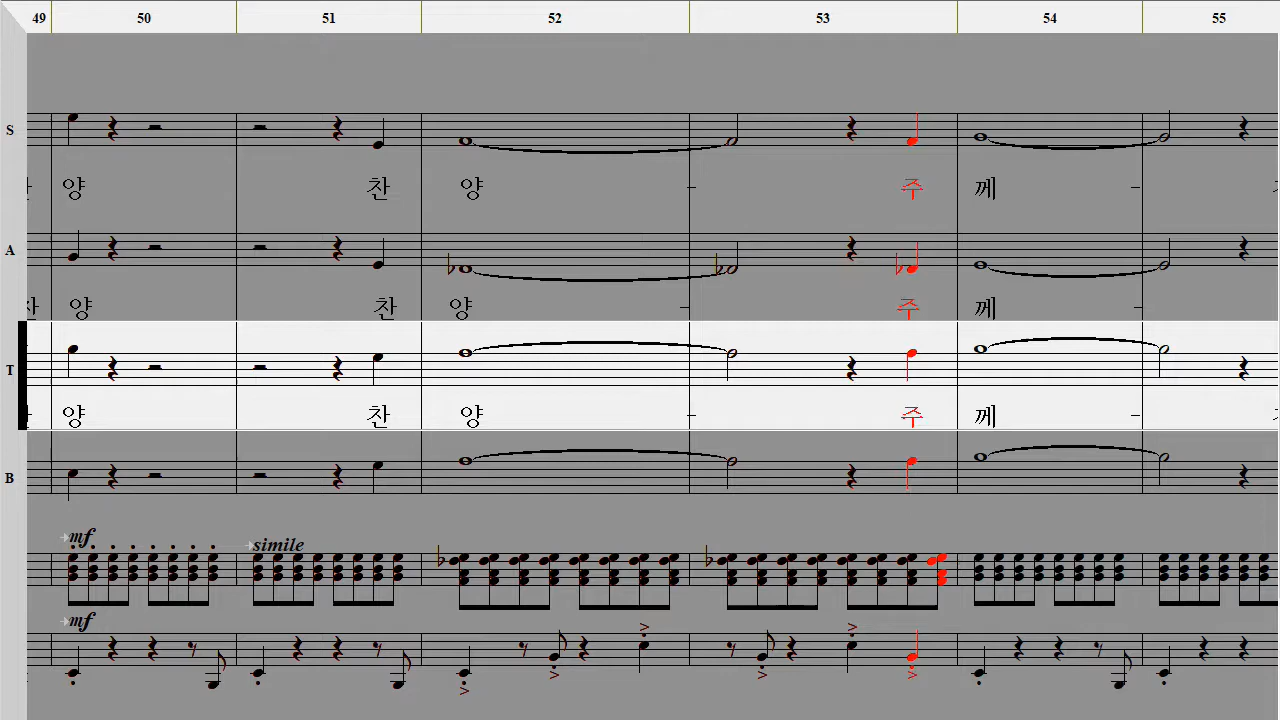 49 50 51 52 53 54 55
S
양 찬 양 - 주 께 -
A
양 찬 양 - 주 께 -
T
양 찬 양 - 주 께 -
B
mf simile
mf